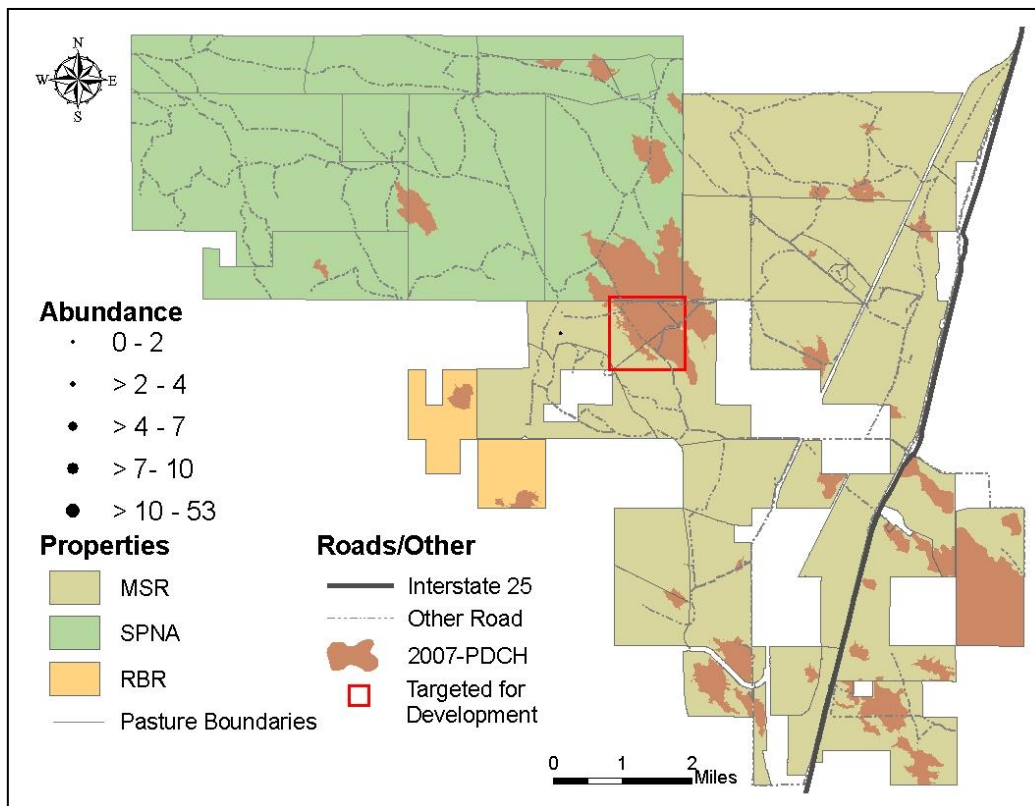 N
W E
S
Abundance
0 - 2
> 2 - 4
> 4 - 7
> 7- 10
> 10 - 53
Properties
MSR
SPNA
RBR
Pasture Boundaries
Roads/Other
Interstate 25
Other Road
2007-PDCH
Targeted for
Development
0 1 2
Miles